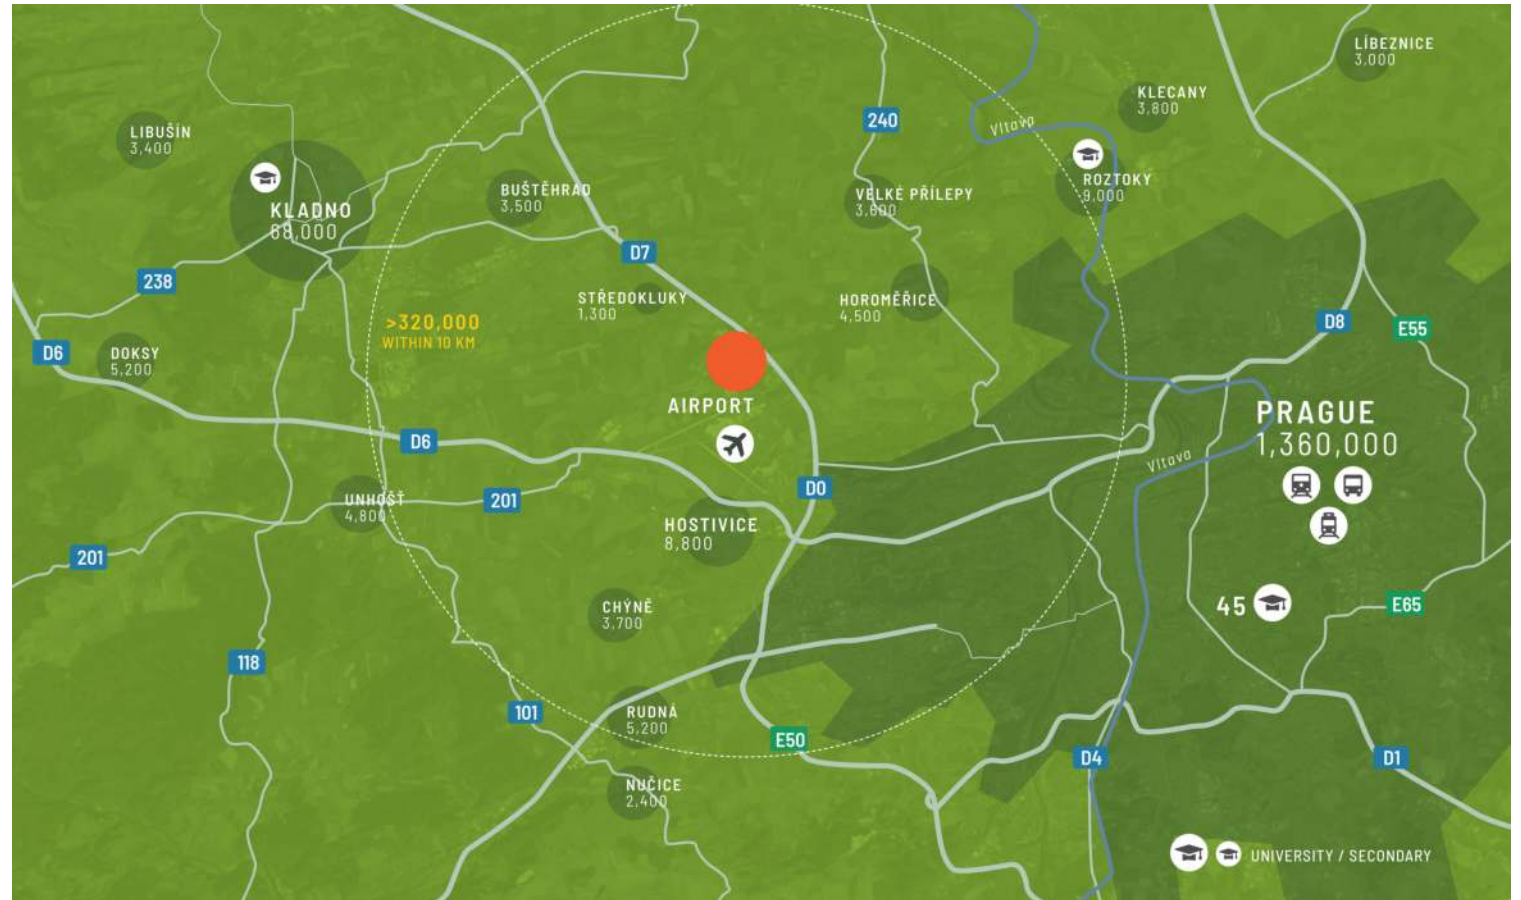 LÍBEZNICE
3,000
KLECANY
3,800
240
Vltava
LIBUŠÍN
3,400
ROZTOKY
9,000
BUŠTĚHRAD
3,500
VELKÉ PŘÍLEPY
3,600
KLADNO
68,000
D7
238
STŘEDOKLUKY
1,300
HOROMĚŘICE
4,500
>320,000
WITHIN 10 KM
D8
E55
D6
DOKSY
5,200
AIRPORT
PRAGUE
1,360,000
D6
Vltava
UNHOŠŤ
4,800
201
D0
HOSTIVICE
8,800
201
CHÝNĚ
3,700
45
E65
118
101
RUDNÁ
5,200
E50
D4
D1
NUČICE
2,400
UNIVERSITY / SECONDARY